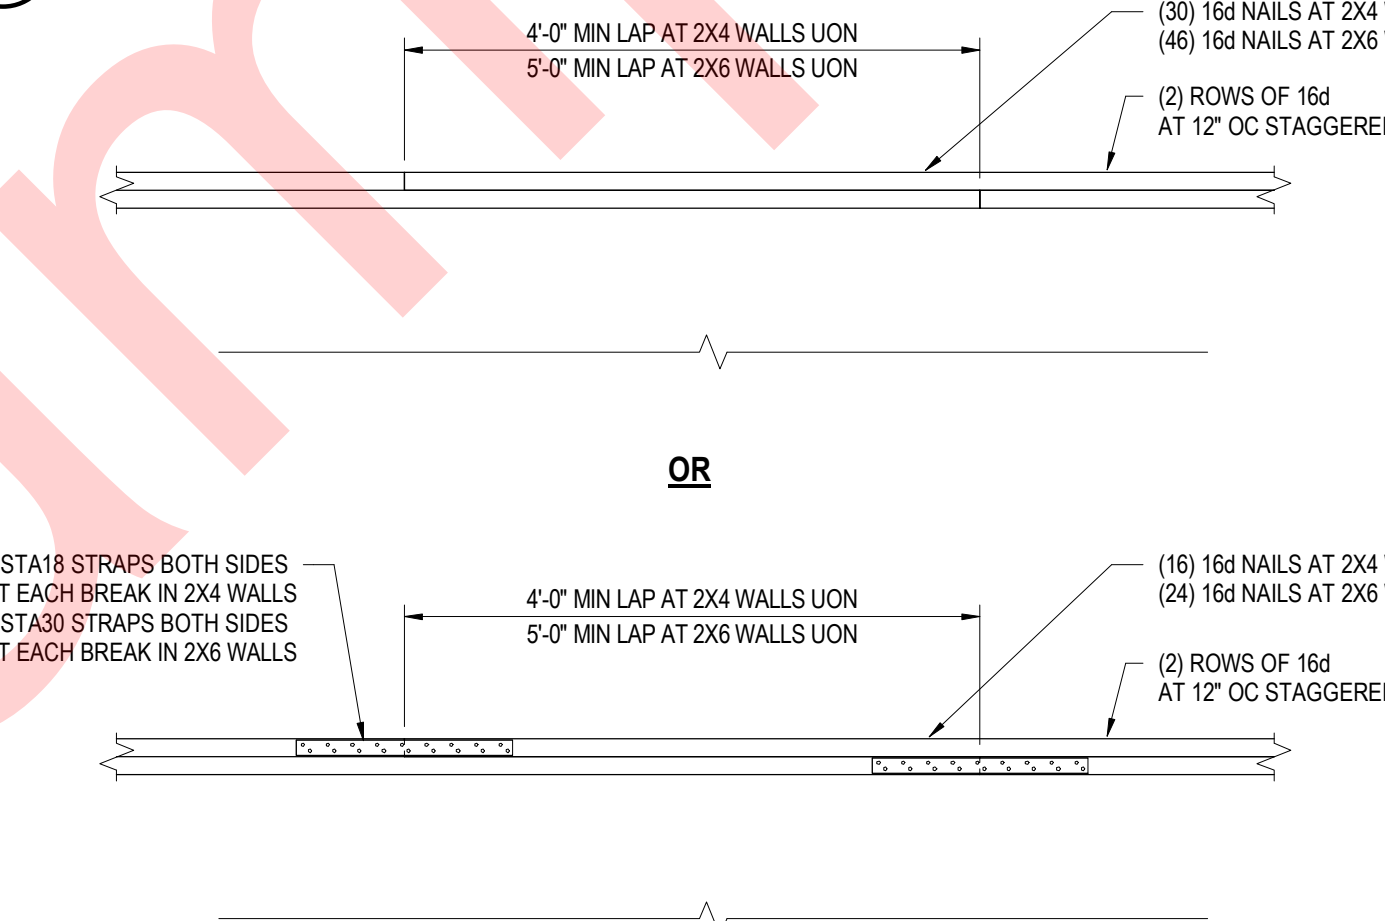 4'-0" MIN LAP AT 2X4 WALLS UON
5'-0" MIN LAP AT 2X6 WALLS UON
(30) 16d NAILS AT 2X4
(46) 16d NAILS AT 2X6
(2) ROWS OF 16d
AT 12" OC
OR
STA18 STRAPS BOTH SIDES
EACH BREAK IN 2X4 WALLS
STA30 STRAPS BOTH SIDES
EACH BREAK IN 2X6 WALLS
4'-0" MIN LAP AT 2X4 WALLS UON
5'-0" MIN LAP AT 2X6 WALLS UON
(16) 16d NAILS AT 2X4
(24) 16d NAILS AT 2X6
(2) ROWS OF 16d
AT 12" OC